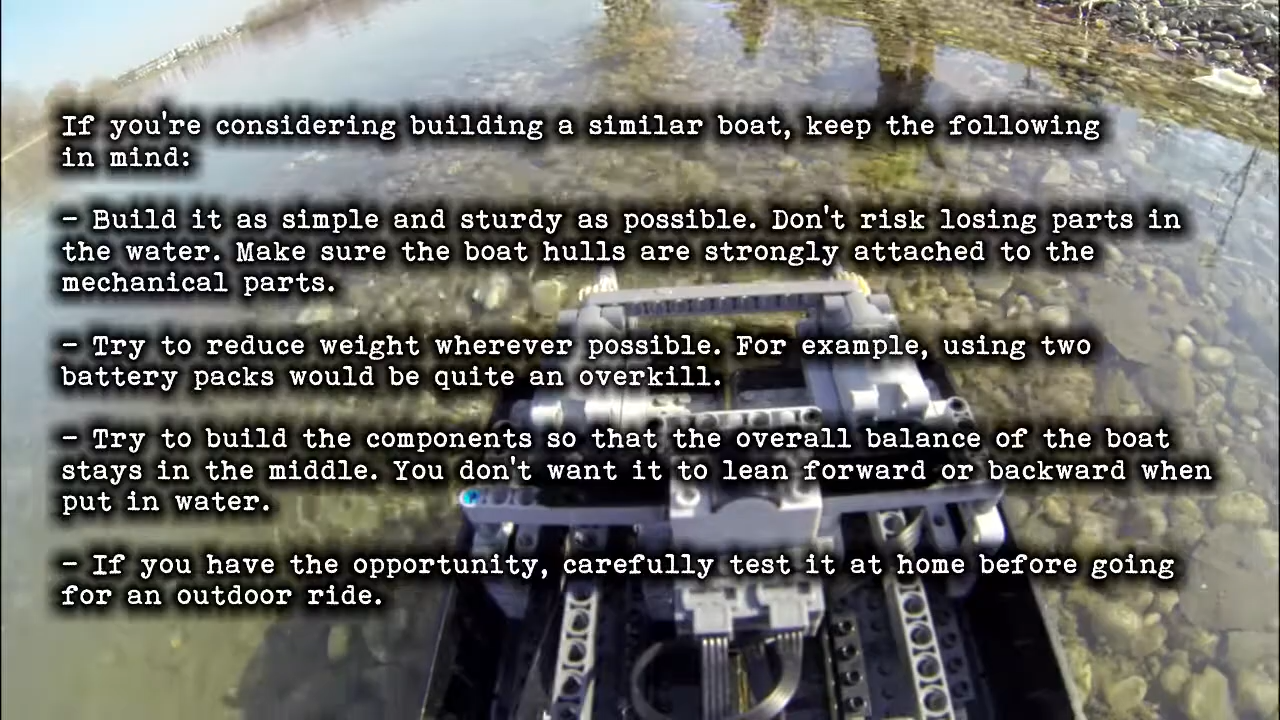 If you're considering building a similar boat, keep the following
in mind:
- Build it as simple and sturdy as possible. Don't risk losing parts in
the water. Make sure the boat hulls are strongly attached to the
mechanical parts.
- Try to reduce weight wherever possible. For example, using two
battery packs would be quite an overkill.
- Try to build the components so that the overall balance of the boat
stays in the middle. You don't want it to lean forward or backward when
put in water.
- If you have the opportunity, carefully test it at home before going
for an outdoor ride.